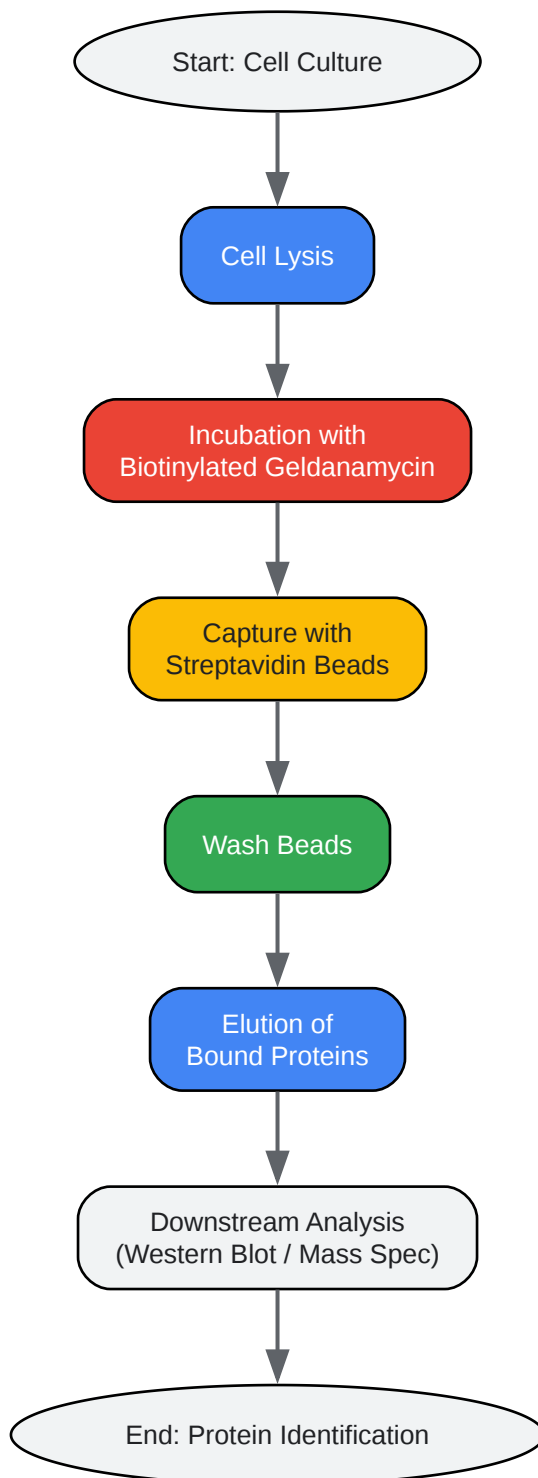 Start: Cell Culture
Cell Lysis
Incubation with
Biotinylated Geldanamycin
Capture with
Streptavidin Beads
Wash Beads
Elution of
Bound Proteins
Downstream Analysis
(Western Blot / Mass Spec)
End: Protein Identification